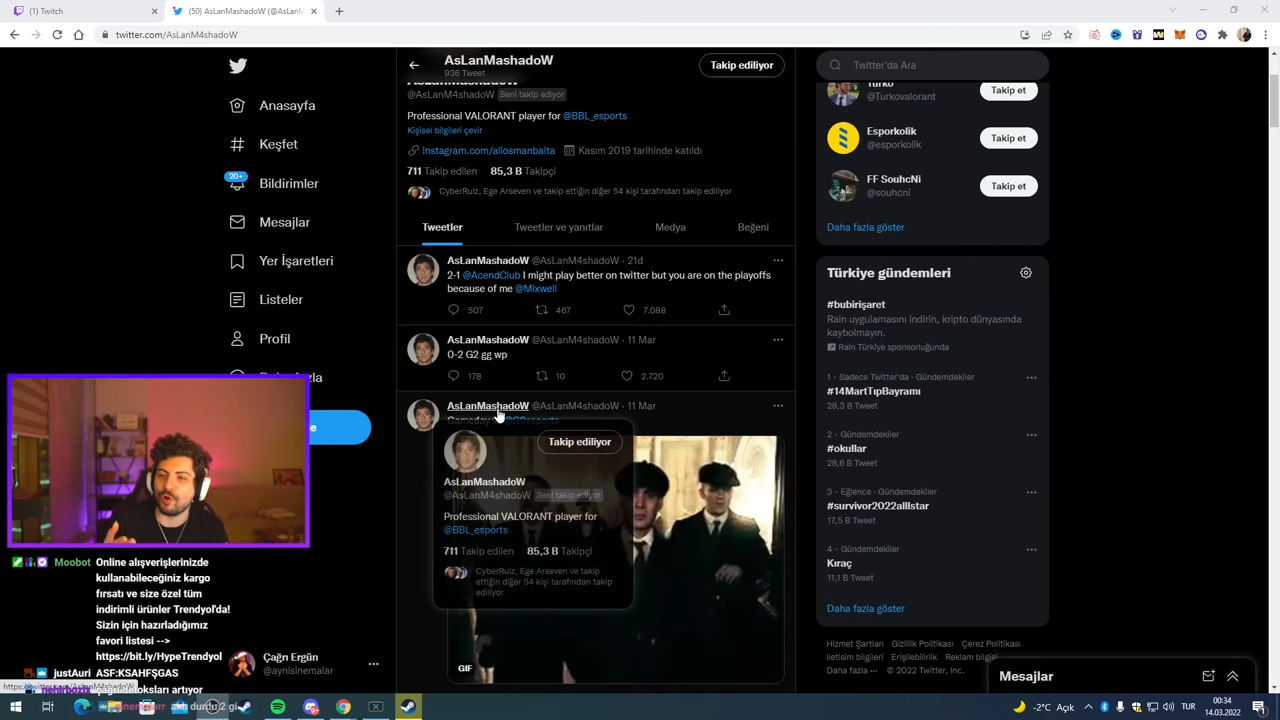 (1) Twitch
(50) AsLanMashadoW (@AsLanM4
twitter.com/AsLanM4shadoW
Anasayfa
Keşfet
20+
Bildirimler
Mesajlar
Yer İşaretleri
Listeler
Profil
AsLanMashadoW
936 Tweet
Takip ediliyor
@AsLanM4shadoW Seni takip ediyor
Professional VALORANT player for @BBL_esports
Kişisel bilgileri çevir
instagram.com/aliosmanbalta Kasım 2019 tarihinde katıldı
711 Takip edilen 85,3 B Takipçi
CyberRuiz, Ege Arseven ve takip ettiğin diğer 54 kişi tarafından takip ediliyor
Tweetler
Tweetler ve yanıtlar
Medya
Beğeni
AsLanMashadoW @AsLanM4shadoW · 21d
2-1 @AcendClub I might play better on twitter but you are on the playoffs
because of me @Mixwell
507 467 7.088
AsLanMashadoW @AsLanM4shadoW · 11 Mar
0-2 G2 gg wp
178 10 2.720
AsLanMashadoW @AsLanM4shadoW · 11 Mar
Takip ediliyor
AsLanMashadoW
@AsLanM4shadoW Seni takip ediyor
Professional VALORANT player for
@BBL_esports
711 Takip edilen 85,3 B Takipçi
CyberRuiz, Ege Arseven ve takip
ettiğin diğer 54 kişi tarafından takip
ediliyor
GIF
Twitter'da Ara
@Turkovalorant
Takip et
Esporkolik
@esporkolik
Takip et
FF SouhcNi
@souhcni
Takip et
Daha fazla göster
Türkiye gündemleri
#bubirişaret
Rain uygulamasını indirin, kripto dünyasında
kaybolmayın.
Rain Türkiye sponsorluğunda
1 · Sadece Twitter'da · Gündemdekiler
#14MartTıpBayramı
28,3 B Tweet
2 · Gündemdekiler
#okullar
28,6 B Tweet
3 · Eğlence · Gündemdekiler
#survivor2022allstar
17,5 B Tweet
4 · Gündemdekiler
Kıraç
11,1 B Tweet
Daha fazla göster
Hizmet Şartları Gizlilik Politikası Çerez Politikası
İletişim bilgileri Erişilebilirlik Reklam bilgisi
Daha fazla ··· © 2022 Twitter, Inc.
Mesajlar
Moobot Online alışverişlerinizde
kullanabileceğiniz kargo
fırsatı ve size özel tüm
indirimli ürünler Trendyol'da!
Sizin için hazırladığımız
favori listesi -->
https://bit.ly/HypeTrendyol
justAuri ASF:KSAHFŞGAS
Çağrı Ergün
@aynisinemalar
https://twitter.com/AsLanM4shadoW
-2°C Açık
TUR
00:34
14.03.2022